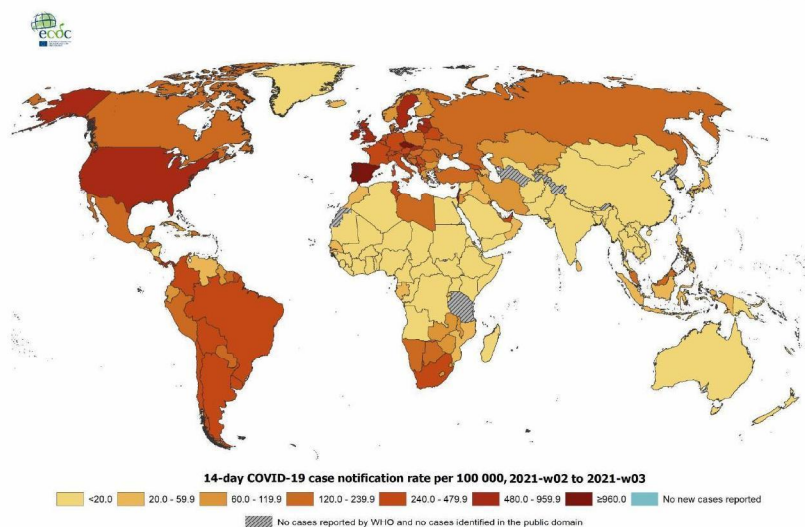 ecdc
14-day COVID-19 case notification rate per 100 000, 2021-w02 to 2021-w03
<20.0 20.0 - 59.9 60.0 - 119.9 120.0 - 239.9 240.0 - 479.9 480.0 - 959.9 ≥960.0 No new cases reported
No cases reported by WHO and no cases identified in the public domain